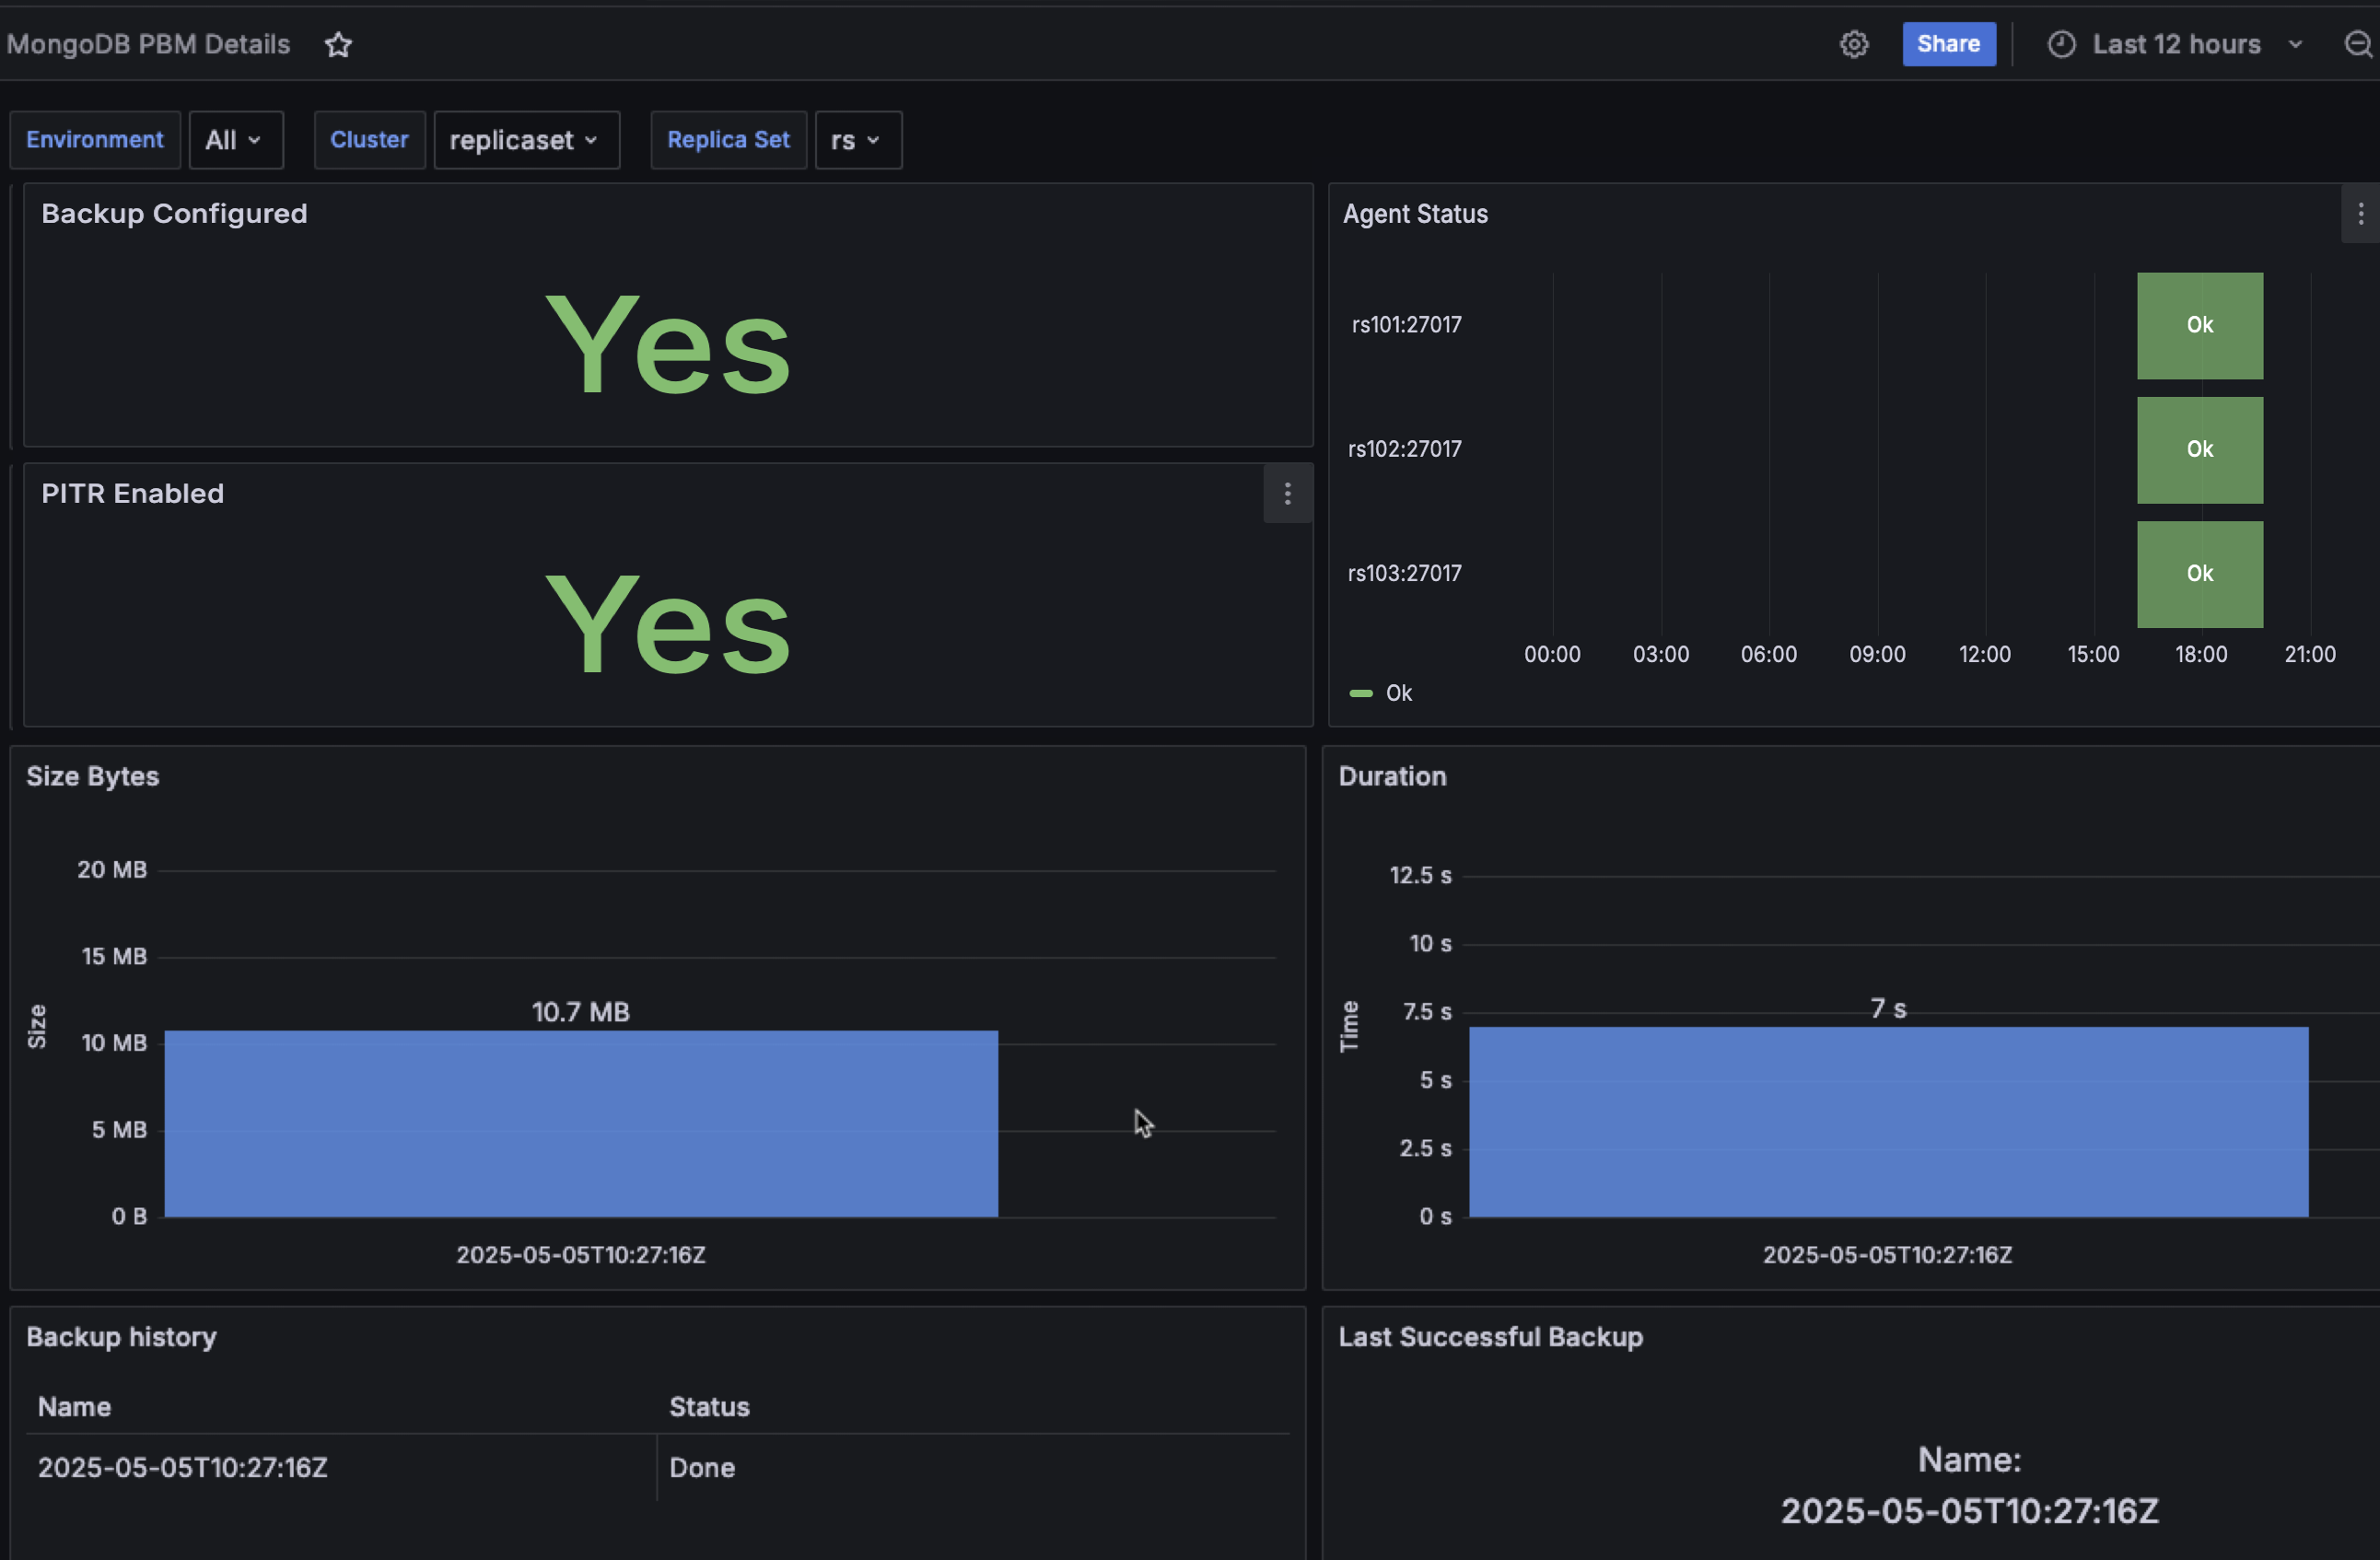 MongoDB PBM Details
Share
Last 12 hours
Environment
All
Cluster
replicaset
Replica Set
rs
Backup Configured
Yes
PITR Enabled
Yes
Agent Status
rs101:27017
Ok
rs102:27017
Ok
rs103:27017
Ok
00:00 03:00 06:00 09:00 12:00 15:00 18:00 21:00
Ok
Size Bytes
Size
20 MB
15 MB
10 MB
5 MB
0 B
10.7 MB
2025-05-05T10:27:16Z
Duration
Time
12.5 s
10 s
7.5 s
5 s
2.5 s
0 s
7 s
2025-05-05T10:27:16Z
Backup history
Name Status
2025-05-05T10:27:16Z Done
Last Successful Backup
Name:
2025-05-05T10:27:16Z